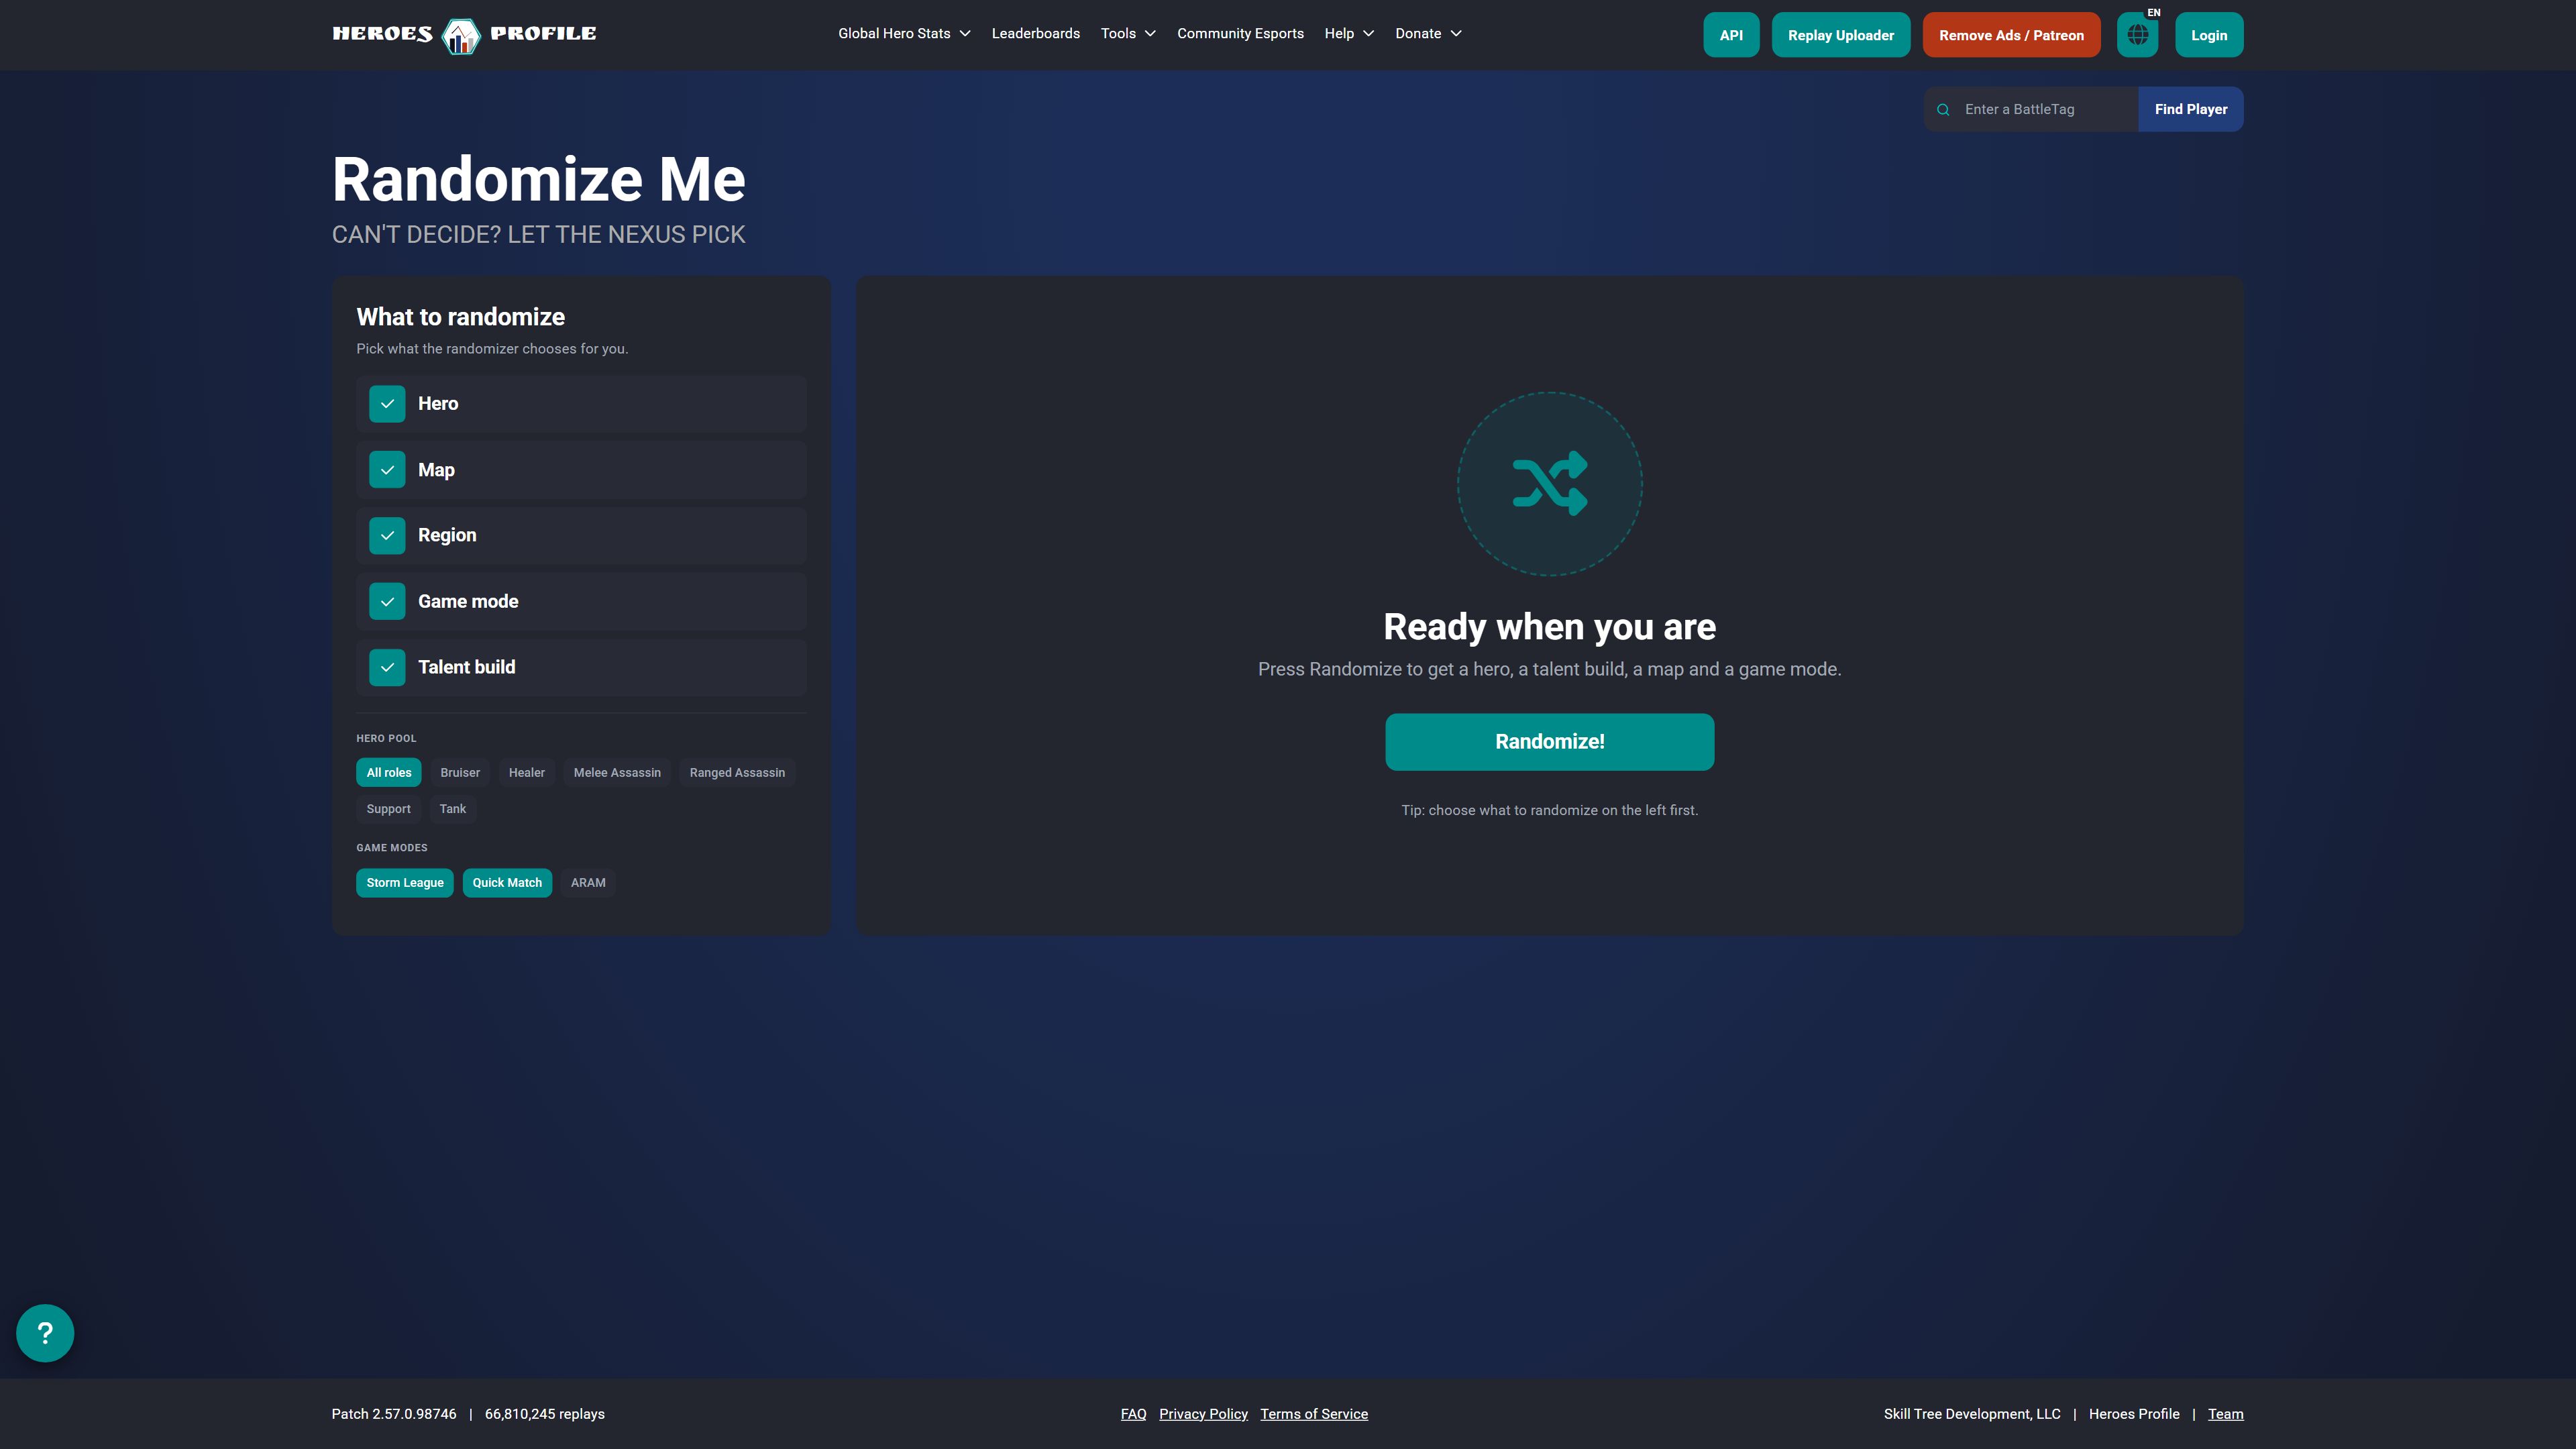 HEROES PROFILE
Global Hero Stats Leaderboards Tools Community Esports Help Donate
API Replay Uploader Remove Ads / Patreon EN Login
Enter a BattleTag Find Player
Randomize Me
CAN'T DECIDE? LET THE NEXUS PICK
What to randomize
Pick what the randomizer chooses for you.
Hero
Map
Region
Game mode
Talent build
HERO POOL
All roles Bruiser Healer Melee Assassin Ranged Assassin
Support Tank
GAME MODES
Storm League Quick Match ARAM
Ready when you are
Press Randomize to get a hero, a talent build, a map and a game mode.
Randomize!
Tip: choose what to randomize on the left first.
?
Patch 2.57.0.98746 | 66,810,245 replays
FAQ Privacy Policy Terms of Service
Skill Tree Development, LLC | Heroes Profile | Team